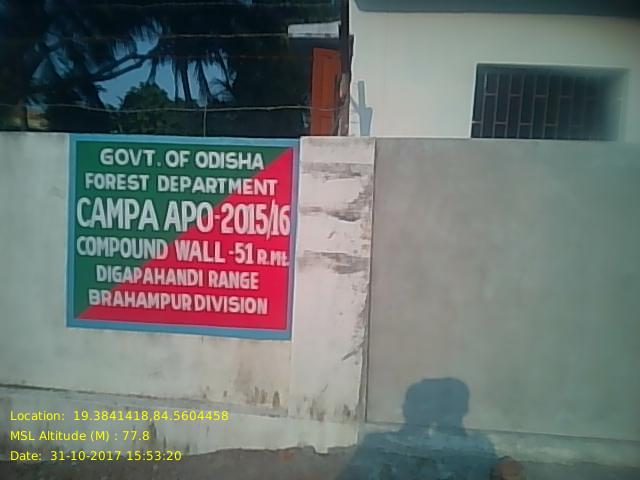 GOVT. OF ODISHA
FOREST DEPARTMENT
CAMPA APO-2015/16
COMPOUND WALL -51 R.Mt.
DIGAPAHANDI RANGE
BRAHAMPUR DIVISION
Location: 19.3841418,84.5604458
MSL Altitude (M) : 77.8
Date: 31-10-2017 15:53:20